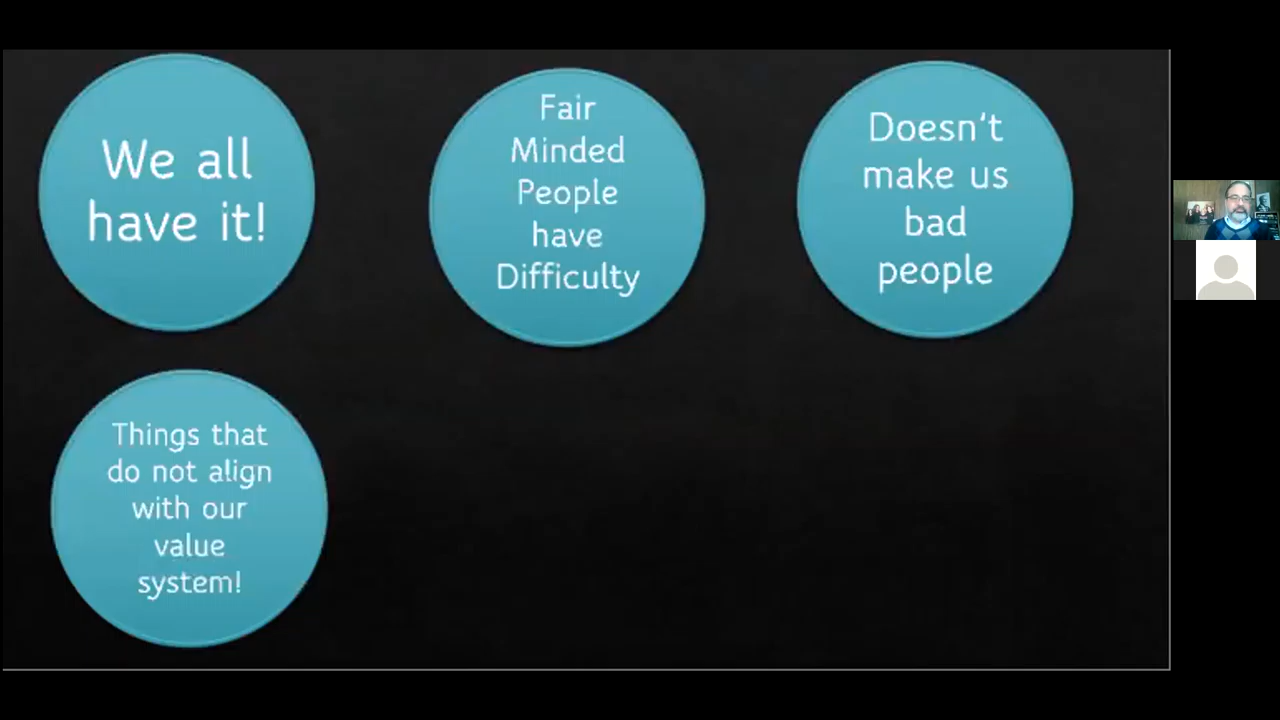 We all
have it!
Fair
Minded
People
have
Difficulty
Doesn't
make us
bad
people
Things that
do not align
with our
value
system!